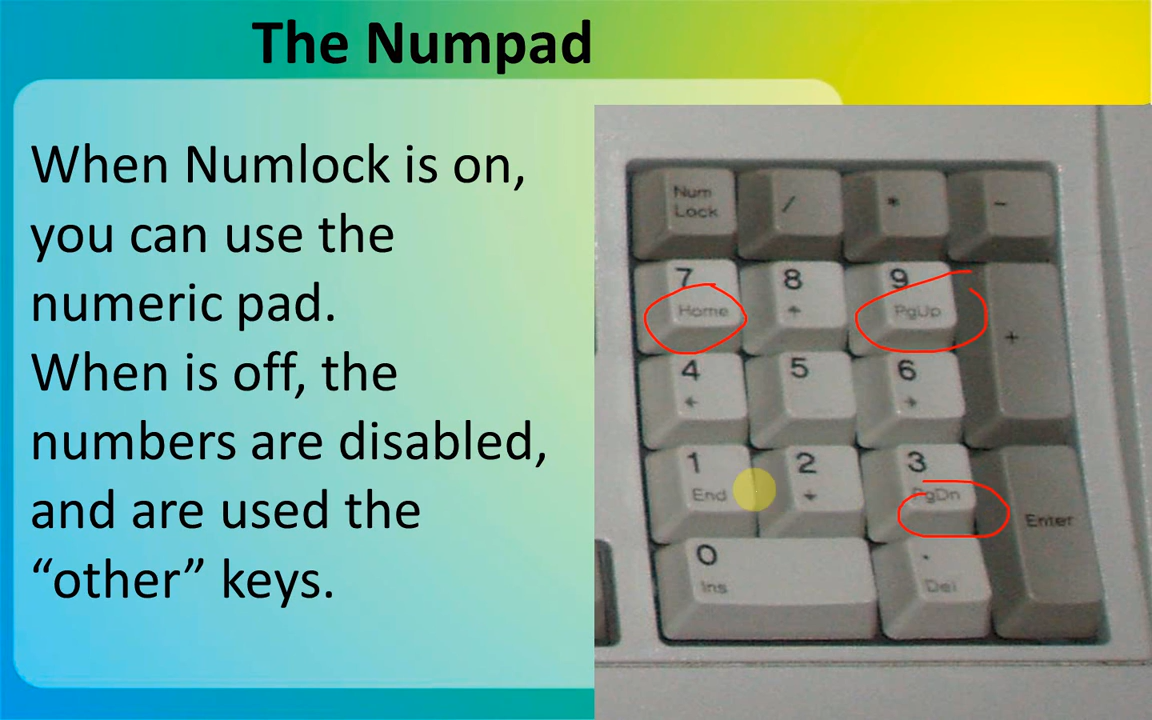 The Numpad
When Numlock is on,
you can use the
numeric pad.
When is off, the
numbers are disabled,
and are used the
“other” keys.
Num
Lock
/
*
-
7
Home
8
↑
9
PgUp
+
4
←
5
6
→
1
End
2
↓
3
PgDn
Enter
0
Ins
.
Del